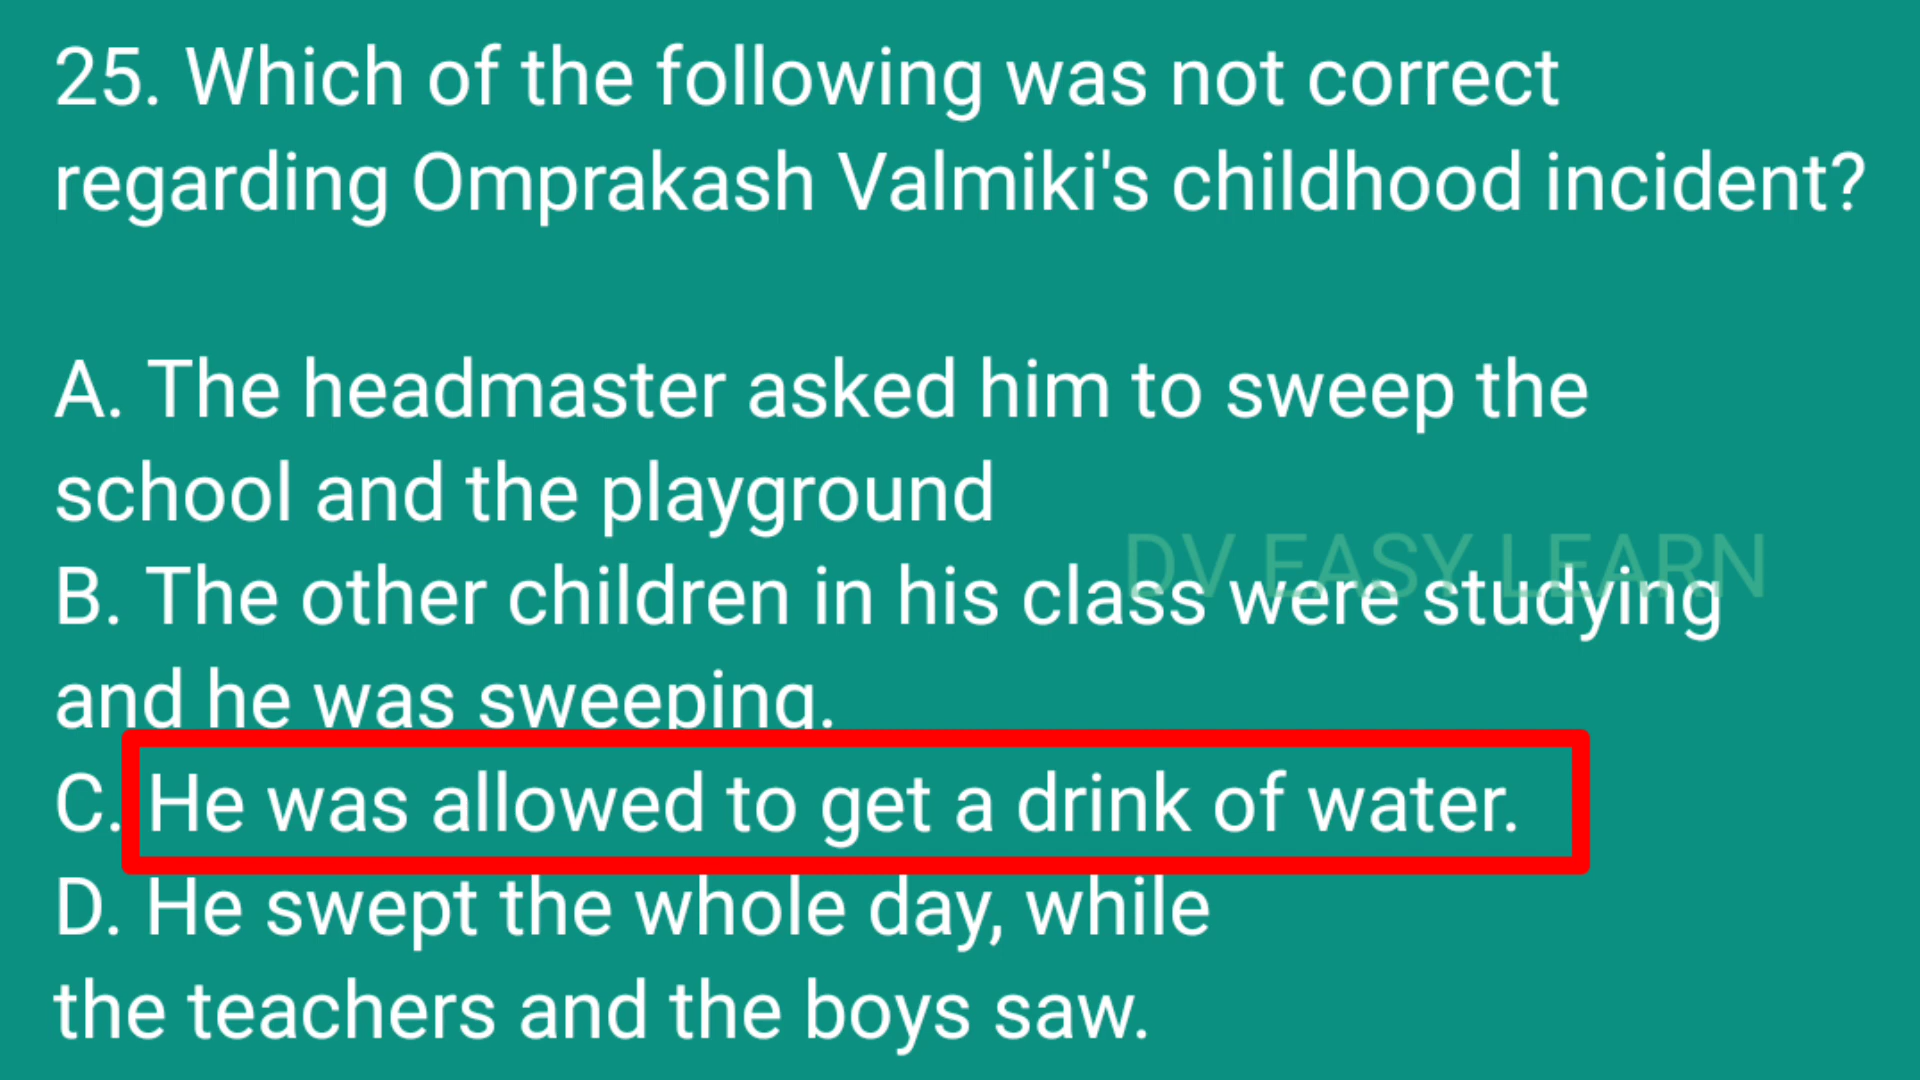 25. Which of the following was not correct
regarding Omprakash Valmiki's childhood incident?
A. The headmaster asked him to sweep the
school and the playground
DV EASY LEARN
B. The other children in his class were studying
and he was sweeping.
C. He was allowed to get a drink of water.
D. He swept the whole day, while
the teachers and the boys saw.